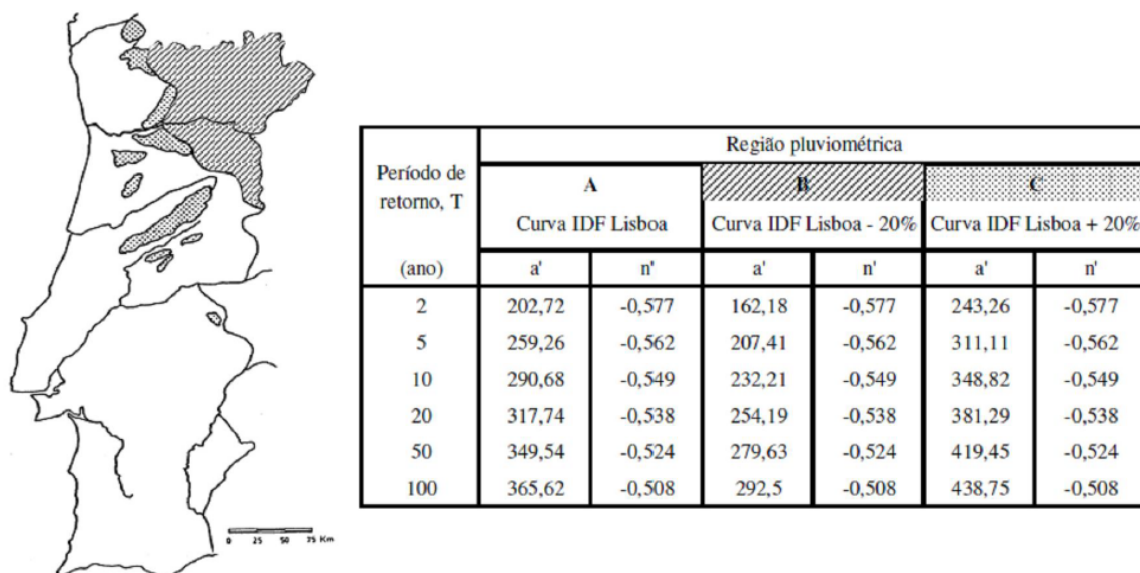 0 25 50 75 Km
Período de retorno, T (ano) Região pluviométrica
A B C
Curva IDF Lisboa Curva IDF Lisboa - 20% Curva IDF Lisboa + 20%
a' n" a' n' a' n'
2 202,72 -0,577 162,18 -0,577 243,26 -0,577
5 259,26 -0,562 207,41 -0,562 311,11 -0,562
10 290,68 -0,549 232,21 -0,549 348,82 -0,549
20 317,74 -0,538 254,19 -0,538 381,29 -0,538
50 349,54 -0,524 279,63 -0,524 419,45 -0,524
100 365,62 -0,508 292,5 -0,508 438,75 -0,508